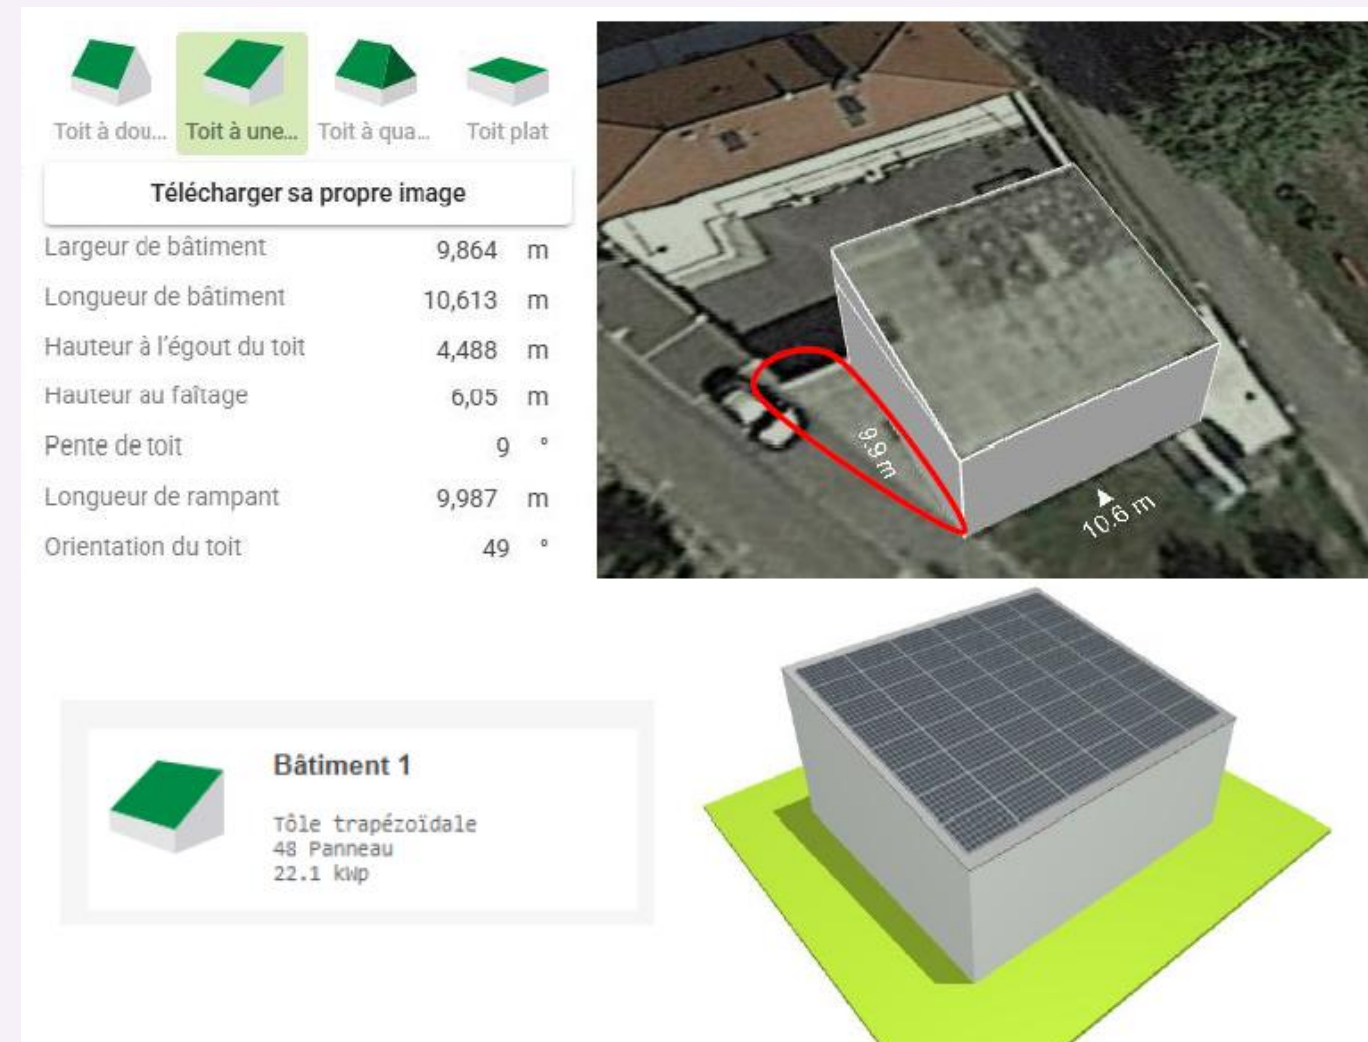 Toit à dou... Toit à une... Toit à qua... Toit plat
Télécharger sa propre image
Largeur de bâtiment 9,864 m
Longueur de bâtiment 10,613 m
Hauteur à l'égout du toit 4,488 m
Hauteur au faîtage 6,05 m
Pente de toit 9 °
Longueur de rampant 9,987 m
Orientation du toit 49 °
9.9 m
10.6 m
Bâtiment 1
Tôle trapézoïdale
48 Panneau
22.1 kWp